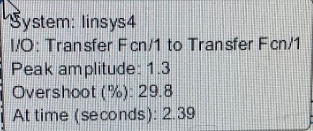 System: linsys4
I/O: Transfer Fcn/1 to Transfer Fcn/1
Peak amplitude: 1.3
Overshoot (%): 29.8
At time (seconds): 2.39